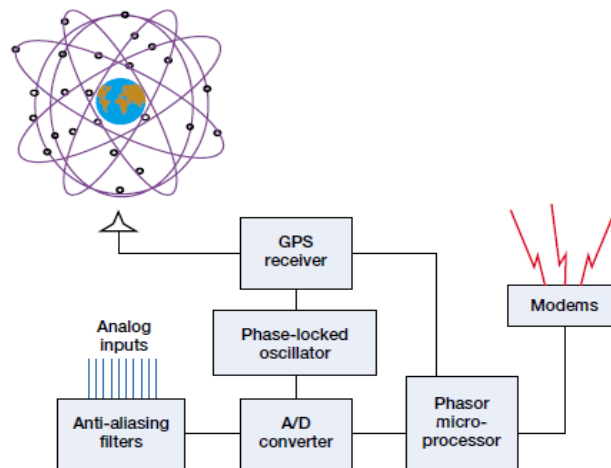 GPS
receiver
Modems
Analog
inputs
Phase-locked
oscillator
Anti-aliasing
filters
A/D
converter
Phasor
micro-
processor